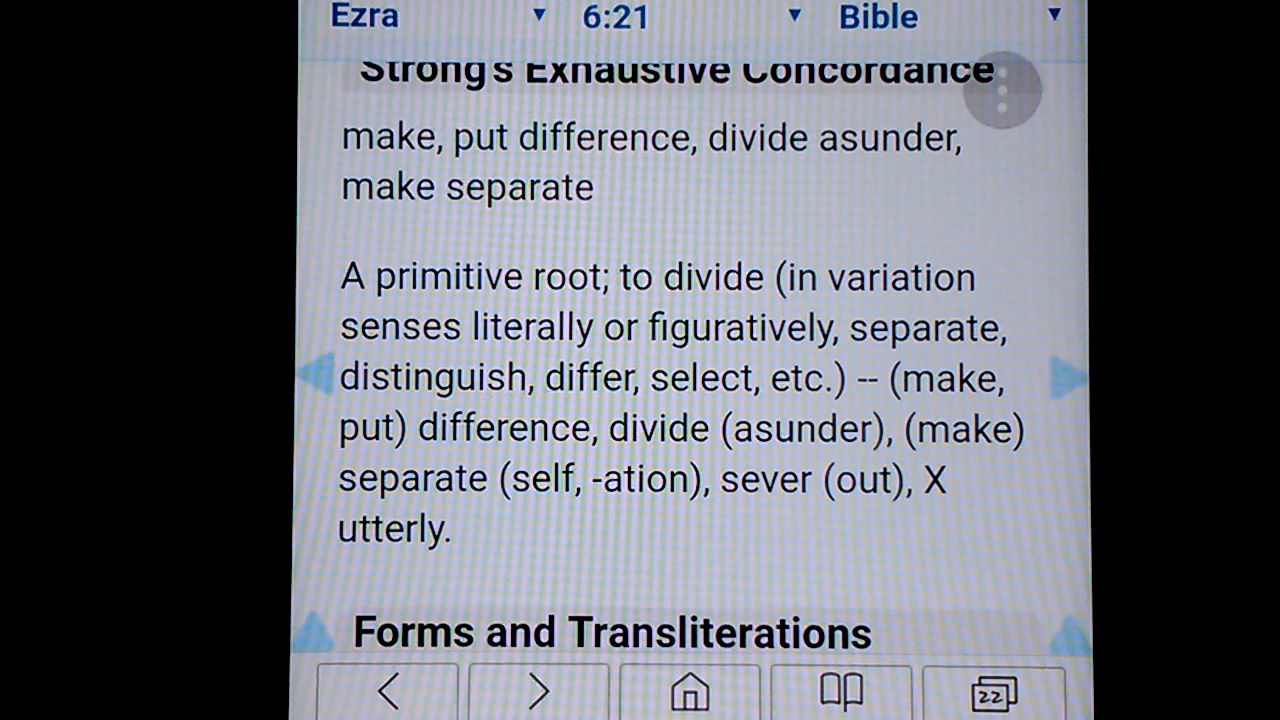 Ezra 6:21 Bible
Strong's Exhaustive Concordance
make, put difference, divide asunder,
make separate
A primitive root; to divide (in variation
senses literally or figuratively, separate,
distinguish, differ, select, etc.) -- (make,
put) difference, divide (asunder), (make)
separate (self, -ation), sever (out), X
utterly.
Forms and Transliterations
22